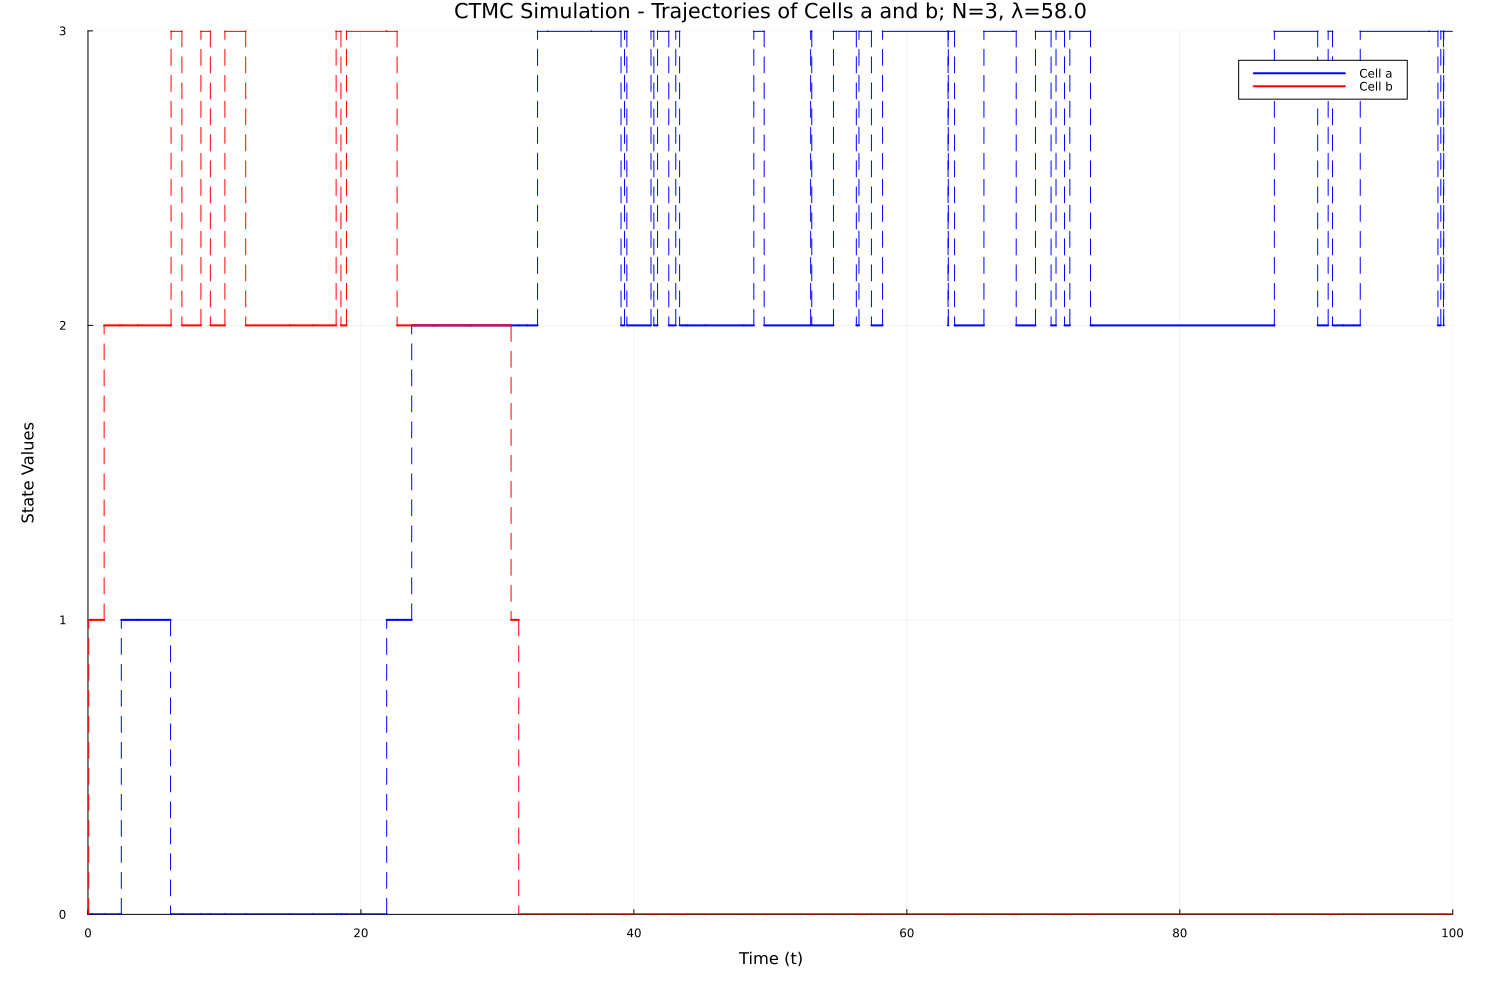 CTMC Simulation - Trajectories of Cells a and b; N=3, λ=58.0
3
Cell a
Cell b
2
State Values
1
0
0 20 40 60 80 100
Time (t)